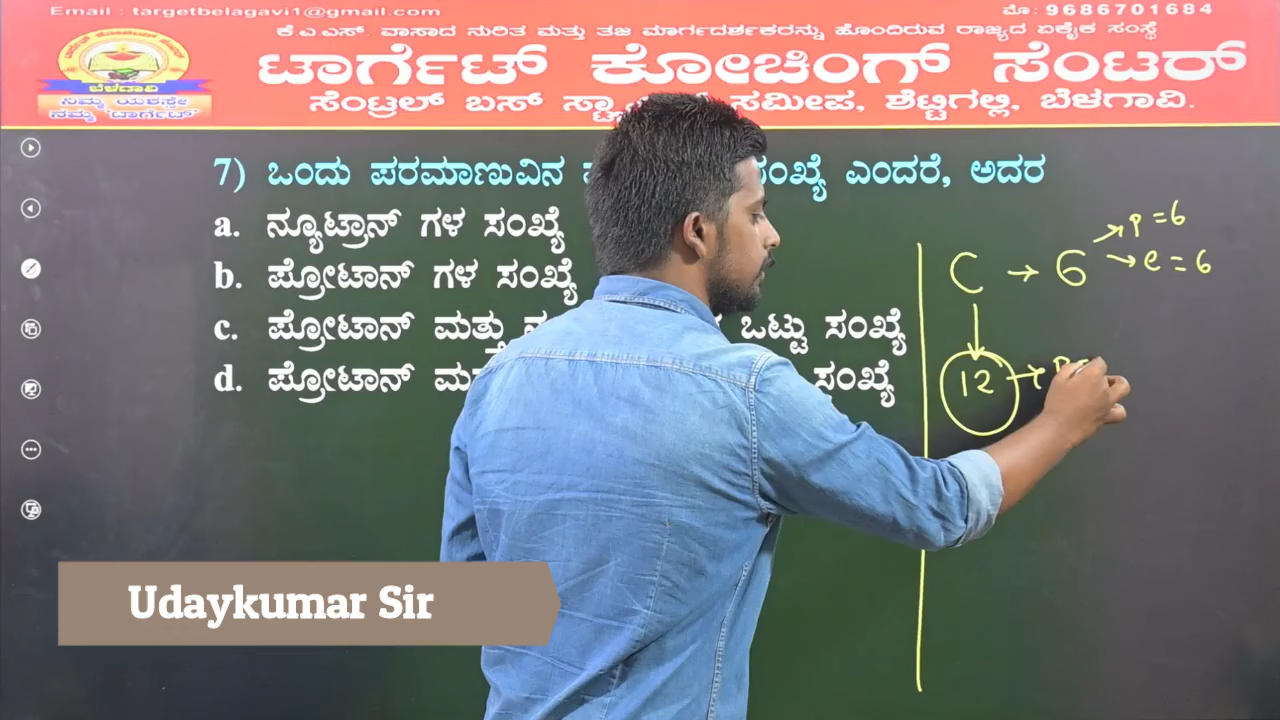 Email : targetbelagavi1@gmail.com
ಮೊ: 9686701684
ಕೆ.ಎ.ಎಸ್. ವಾಸಾದ ನುರಿತ ಮತ್ತು ತಜ್ಞ ಮಾರ್ಗದರ್ಶಕರನ್ನು ಹೊಂದಿರುವ ರಾಜ್ಯದ ಏಕೈಕ ಸಂಸ್ಥೆ
ಟಾರ್ಗೆಟ್ ಕೋಚಿಂಗ್ ಸೆಂಟರ್
ಸೆಂಟ್ರಲ್ ಬಸ್ ಸಮೀಪ, ಶೆಟ್ಟಿಗಲ್ಲಿ, ಬೆಳಗಾವಿ.
ಬೆಳಗಾವಿ
ನಿಮ್ಮ ಯಶಸ್ಸೇ
ನಮ್ಮ ಟಾರ್ಗೆಟ್
7) ಒಂದು ಪರಮಾಣುವಿನ ಸಂಖ್ಯೆ ಎಂದರೆ, ಅದರ
a. ನ್ಯೂಟ್ರಾನ್ ಗಳ ಸಂಖ್ಯೆ
b. ಪ್ರೋಟಾನ್ ಗಳ ಸಂಖ್ಯೆ
c. ಪ್ರೋಟಾನ್ ಮತ್ತು ಒಟ್ಟು ಸಂಖ್ಯೆ
d. ಪ್ರೋಟಾನ್ ಸಂಖ್ಯೆ
C → 6 → P = 6
→ e = 6
12 → P
Udaykumar Sir